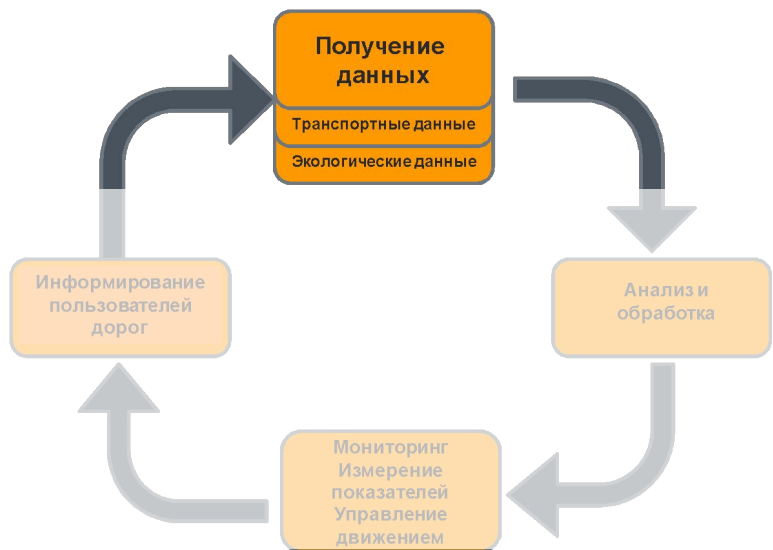 Получение
данных
Транспортные данные
Экологические данные
Информирование
пользователей
дорог
Анализ и
обработка
Мониторинг
Измерение
показателей
Управление
движением